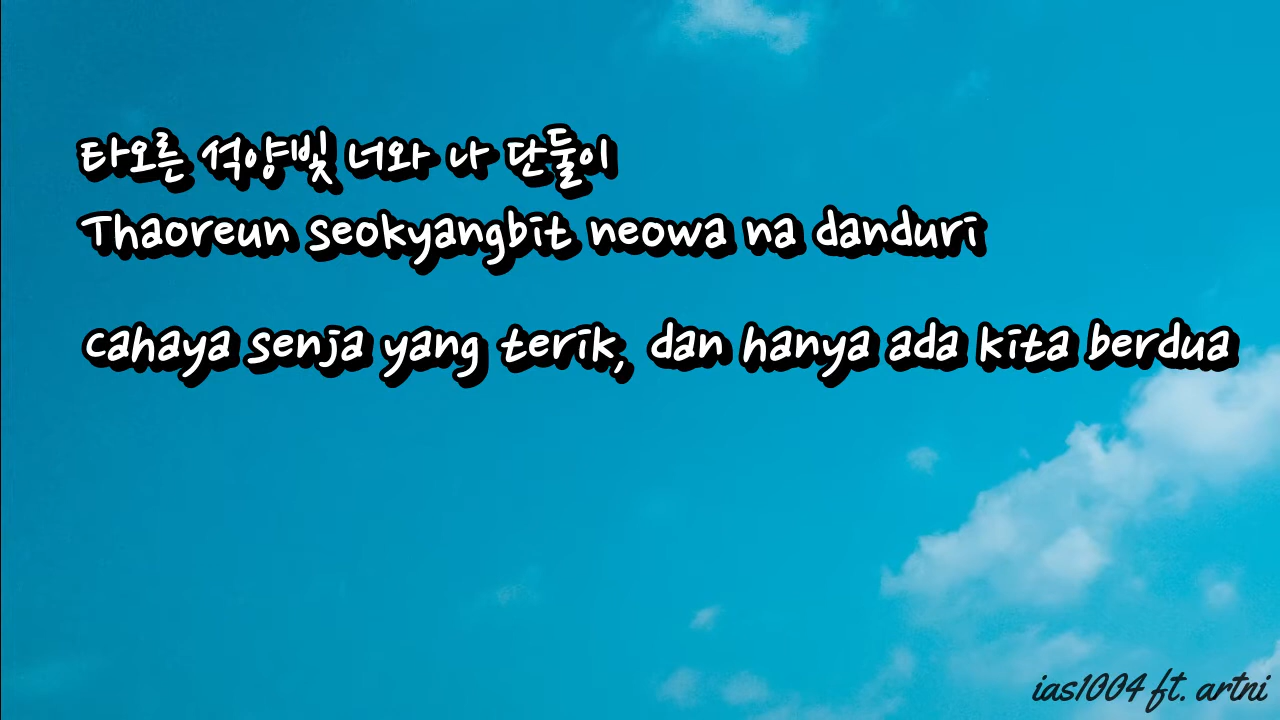 타오른 석양빛 너와 나 단둘이
Thaoreun seokyangbit neowa na danduri
cahaya senja yang terik, dan hanya ada kita berdua
ias1004 ft. artni